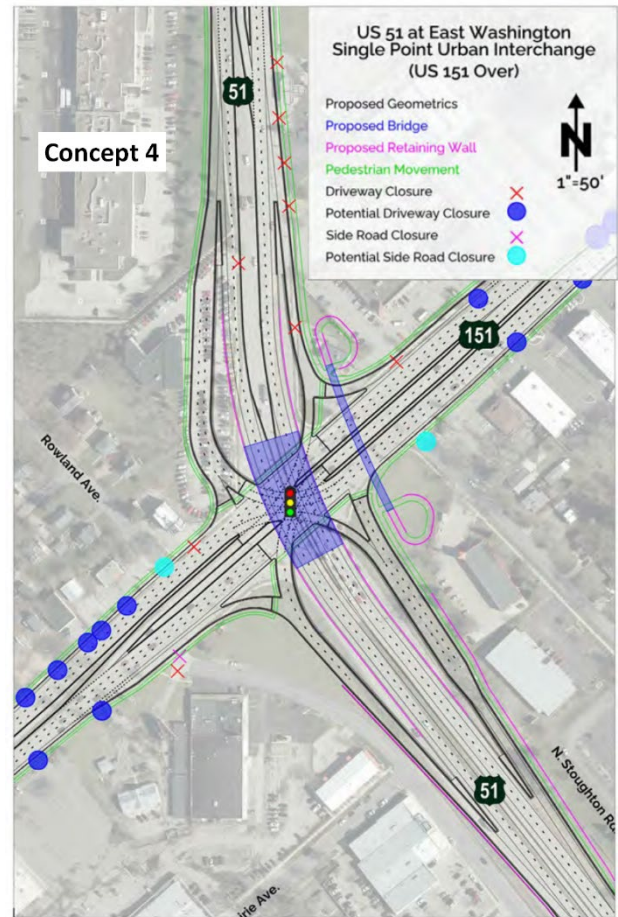 US 51 at East Washington
Single Point Urban Interchange
(US 151 Over)
Proposed Geometrics
Proposed Bridge
Proposed Retaining Wall
Pedestrian Movement
Driveway Closure
Potential Driveway Closure
Side Road Closure
Potential Side Road Closure
N
1"=50'
51
Concept 4
151
Rowland Ave.
N. Stoughton Rd
51
rie Ave.